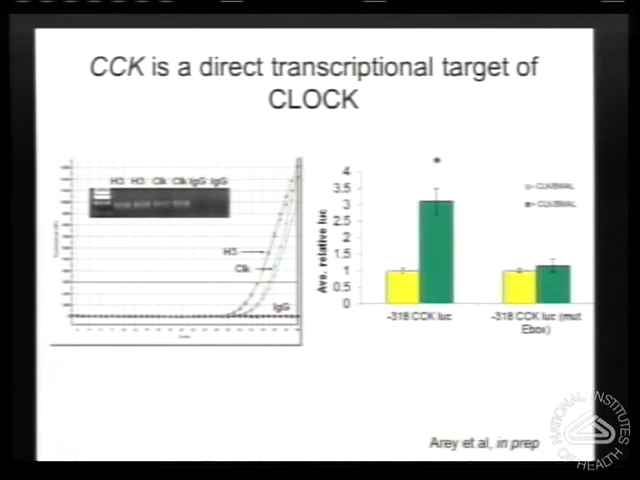 CCK is a direct transcriptional target of
CLOCK
H3 H3 Clk Clk IgG IgG
H3
Clk
IgG
*
4
3.5
3
2.5
2
1.5
1
0.5
0
Ave. relative luc
- CLK/BMAL
+ CLK/BMAL
-318 CCK luc
-318 CCK luc (mut
Ebox)
Arey et al, in prep
NATIONAL INSTITUTES
OF HEALTH